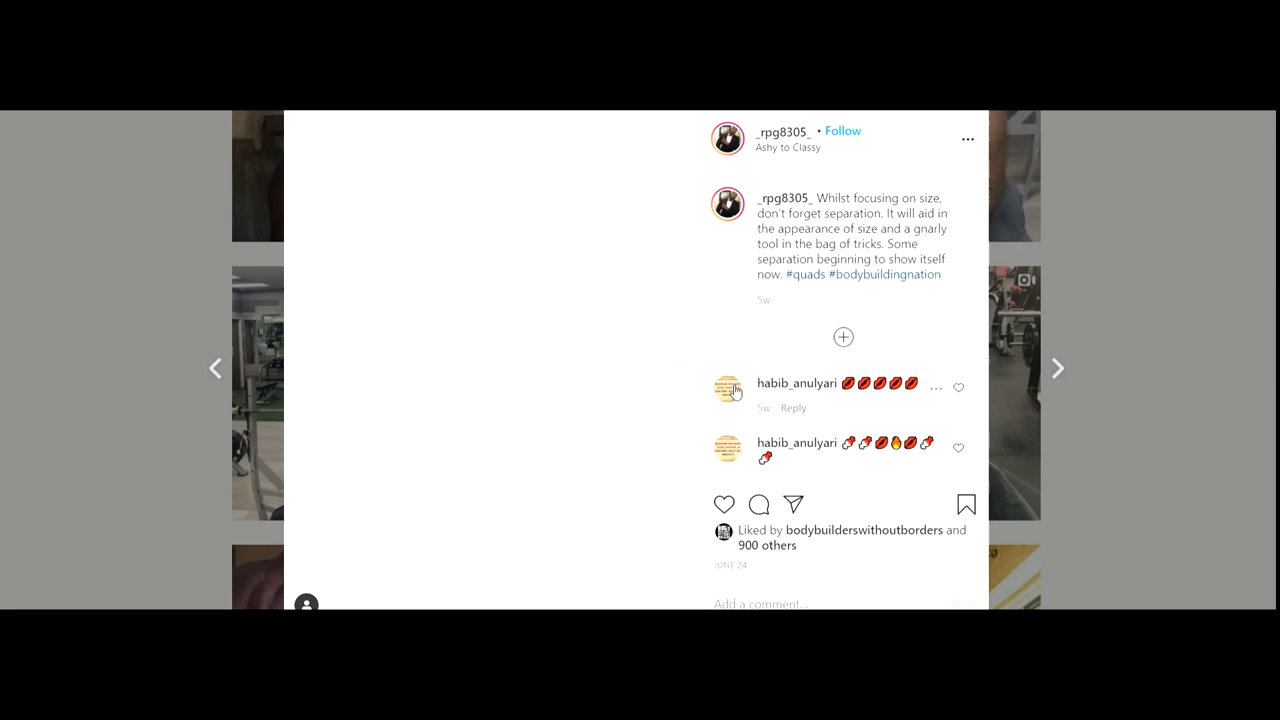 _rpg8305_ • Follow
Ashy to Classy
_rpg8305_ Whilst focusing on size,
don't forget separation. It will aid in
the appearance of size and a gnarly
tool in the bag of tricks. Some
separation beginning to show itself
now. #quads #bodybuildingnation
5w
habib_anulyari
5w Reply
habib_anulyari
Liked by bodybuilderswithoutborders and
900 others
JUNE 24
Add a comment...